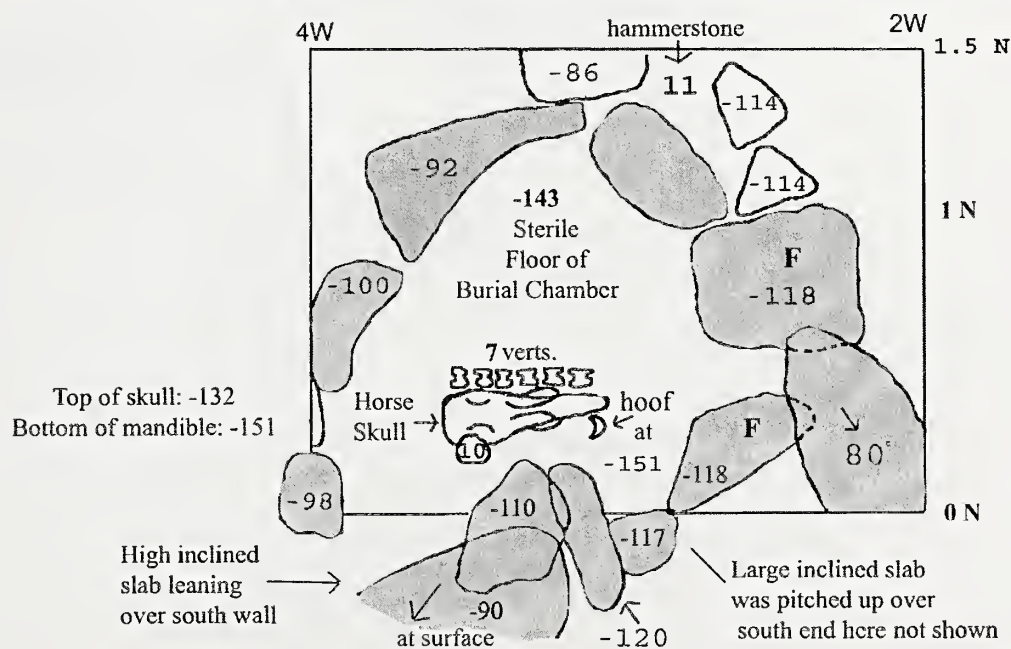 4W
hammerstone
2W
1.5 N
-86
11
-114
-92
-114
-143
Sterile
Floor of
Burial Chamber
1 N
F
-118
-100
7 verts.
Top of skull: -132
Bottom of mandible: -151
Horse
Skull
hoof
at
-151
10
F
-118
80°
-98
-110
-117
0 N
High inclined
slab leaning
over south wall
-90
at surface
-120
Large inclined slab
was pitched up over
south end here not shown